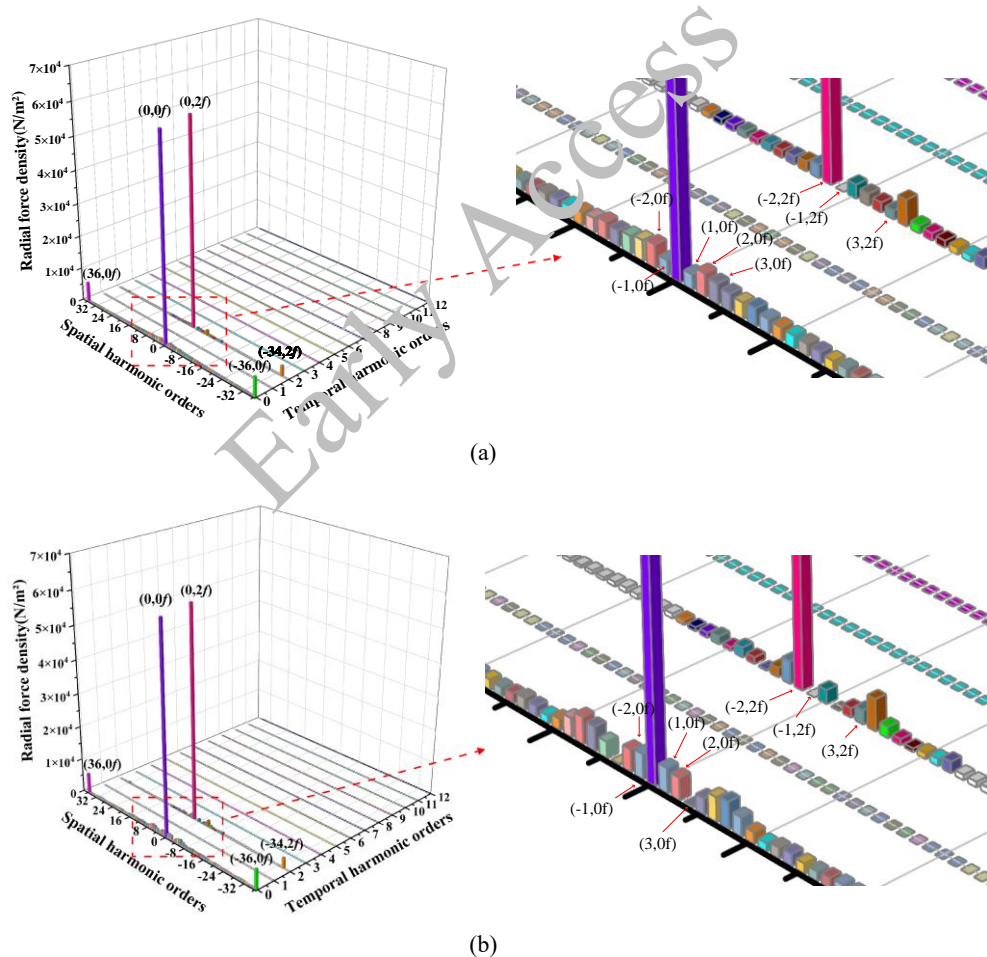 7×10⁴
6×10⁴
5×10⁴
4×10⁴
3×10⁴
2×10⁴
1×10⁴
0
Radial force density(N/m²)
(0,0f)
(0,2f)
(36,0f)
(-34,2f)
(-36,0f)
32
24
16
8
0
-8
-16
-24
-32
Spatial harmonic orders
0
1
2
3
4
5
6
7
8
9
10
11
12
Temporal harmonic orders
(-2,0f)
(1,0f)
(2,0f)
(3,0f)
(-1,0f)
(-2,2f)
(-1,2f)
(3,2f)
Early Access
(a)
7×10⁴
6×10⁴
5×10⁴
4×10⁴
3×10⁴
2×10⁴
1×10⁴
0
Radial force density(N/m²)
(0,0f)
(0,2f)
(36,0f)
(-34,2f)
(-36,0f)
32
24
16
8
0
-8
-16
-24
-32
Spatial harmonic orders
0
1
2
3
4
5
6
7
8
9
10
11
12
Temporal harmonic orders
(-2,0f)
(1,0f)
(2,0f)
(-1,0f)
(3,0f)
(-2,2f)
(-1,2f)
(3,2f)
(b)